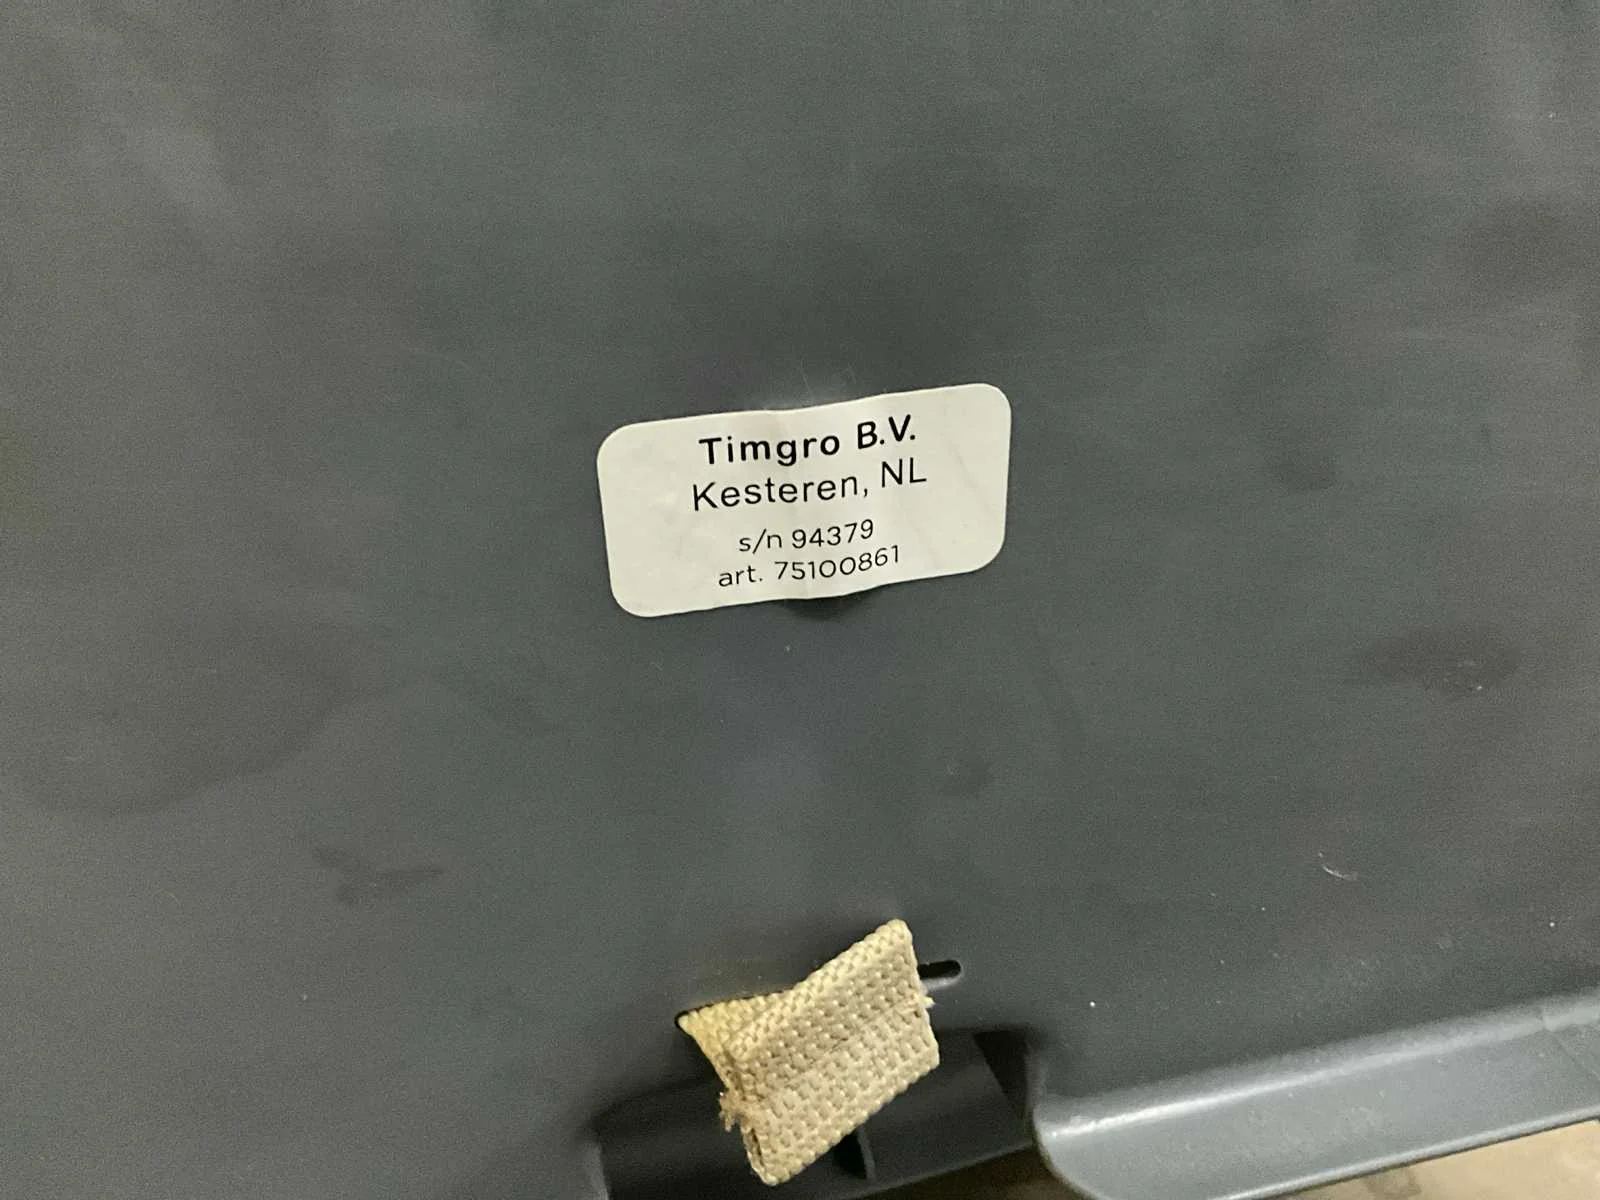 Timgro B.V.
Kesteren, NL
s/n 94379
art. 75100861